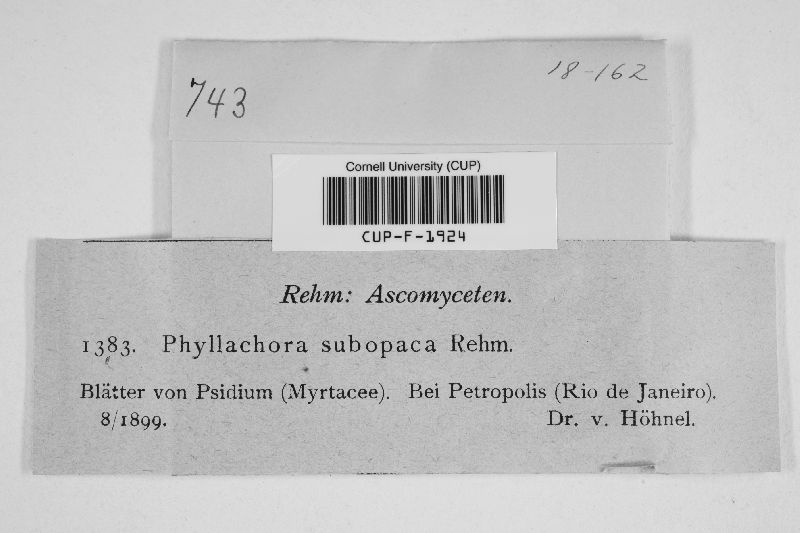 743
18-162
Cornell University (CUP)
CUP-F-1924
Rehm: Ascomyceten.
1383. Phyllachora subopaca Rehm.
Blätter von Psidium (Myrtacee). Bei Petropolis (Rio de Janeiro).
8/1899. Dr. v. Höhnel.